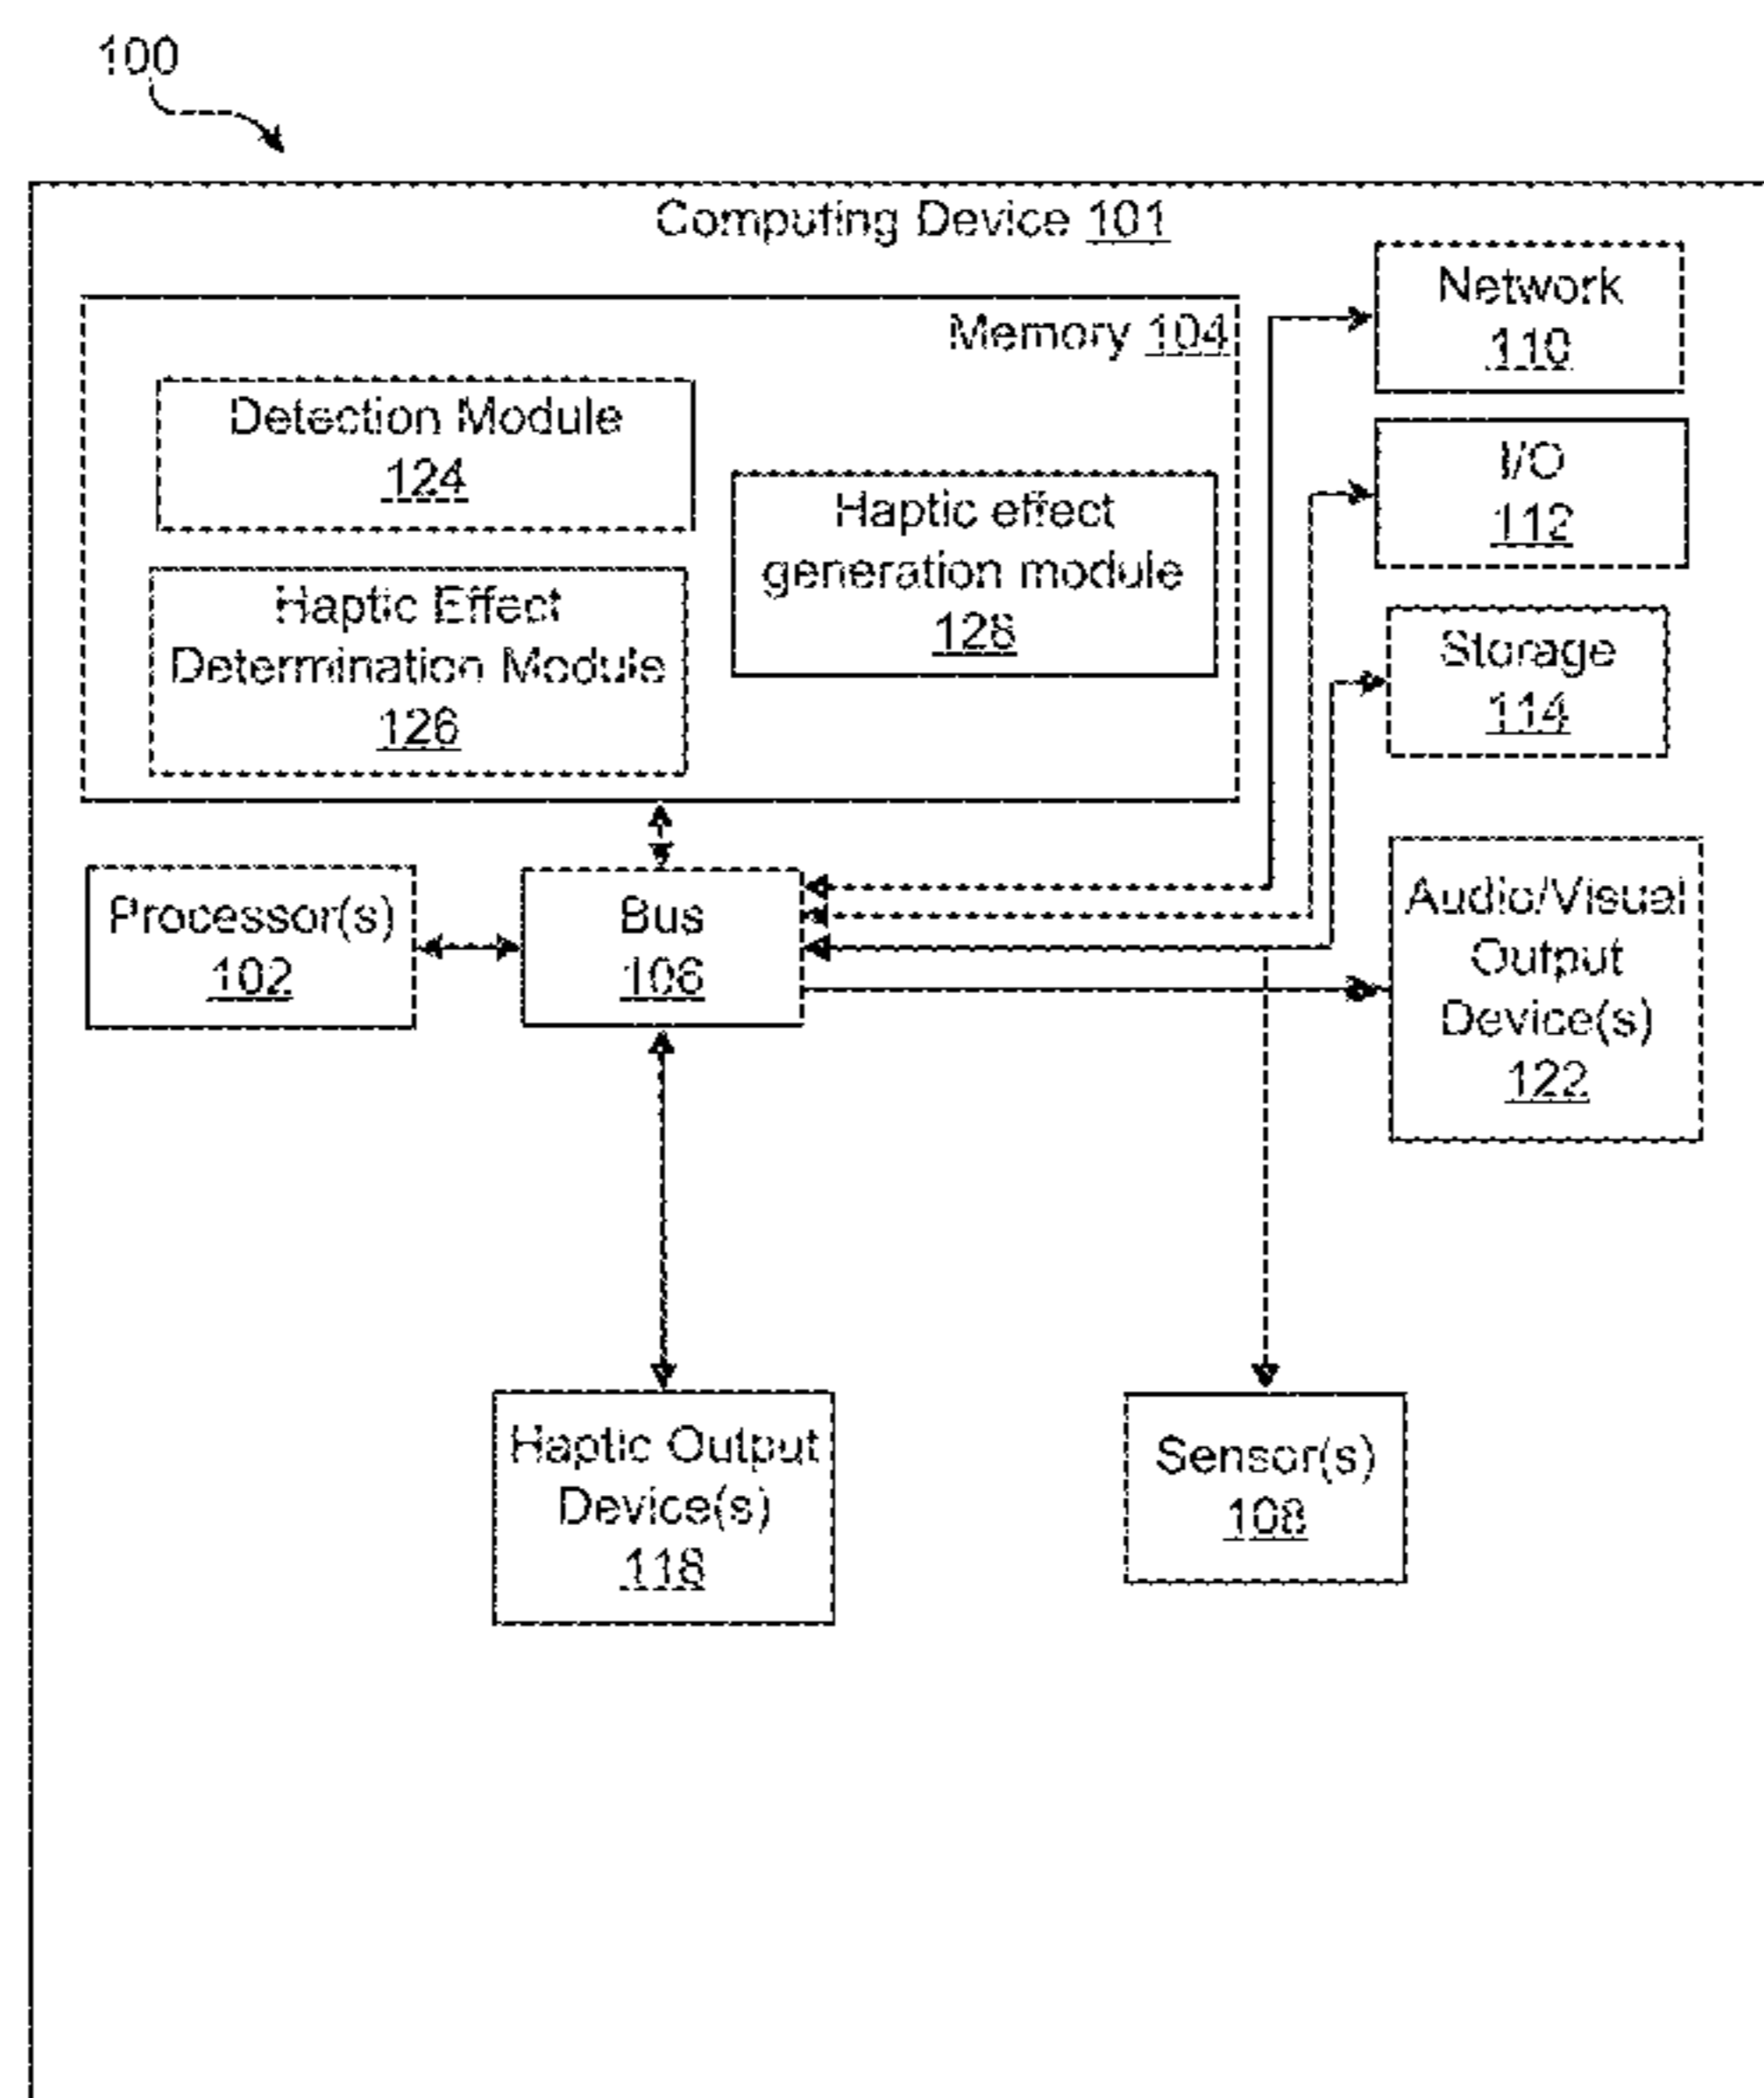 100
Computing Device 101
Memory 104
Detection Module
124
Haptic Effect
Determination Module
126
Haptic effect
generation module
128
Network
110
I/O
112
Storage
114
Processor(s)
102
Bus
106
Audio/Visual
Output
Device(s)
122
Haptic Output
Device(s)
118
Sensor(s)
108